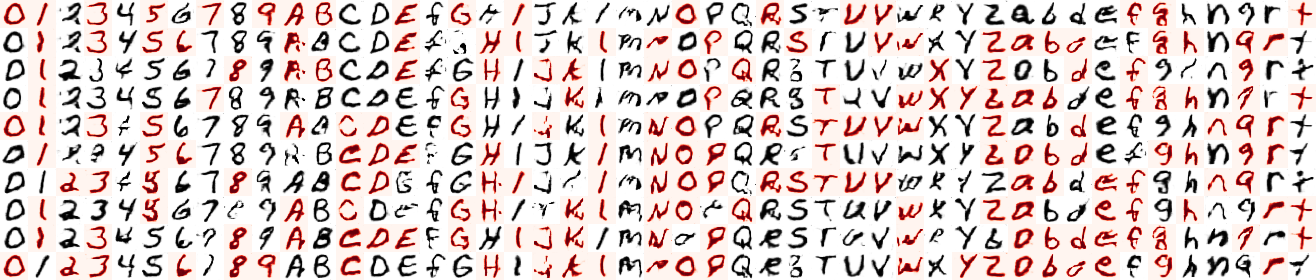 0 1 2 3 4 5 6 7 8 9 A B C D E f G H I J K l m N O P Q R S T U V W X Y Z a b d e f g h n q r t
0 1 2 3 4 5 6 7 8 9 A B C D E f G H I J K l m n O P Q R S T U V w X Y Z a b d e f g h n q r t
0 1 2 3 4 5 6 7 8 9 A B C D E f G H I J K l m N O P Q R S T U V w X Y Z a b d e f g h n q r t
0 1 2 3 4 5 6 7 8 9 A B C D E f G H I J K l m n O P Q R S T U V W X Y Z a b d e f g h n q r t
0 1 2 3 4 5 6 7 8 9 A A C D E F G H I J K l m N O P Q R S T U V W X Y Z a b d e f g h n q r t
0 1 2 3 4 5 6 7 8 9 R B C D E F G H I J K l m N O P Q R S T U V W X Y Z a b d e f g h n q r t
0 1 2 3 4 5 6 7 8 9 A B C D E f G H I J K l m N O P Q R S T U V W X Y Z a b d e f g h n q r t
0 1 2 3 4 5 6 7 8 9 A B C D e f G H I J K l m N O P Q R S T U V W X Y Z a b d e f g h n q r t
0 1 2 3 4 5 6 7 8 9 A B C D E F G H I J K l m N O P Q R S T U V W X Y Z a b d e f g h n q r t
0 1 2 3 4 5 6 7 8 9 A B C D E f G H I J K l m N O P Q R S T U V W X Y Z a b d e f g h n q r t